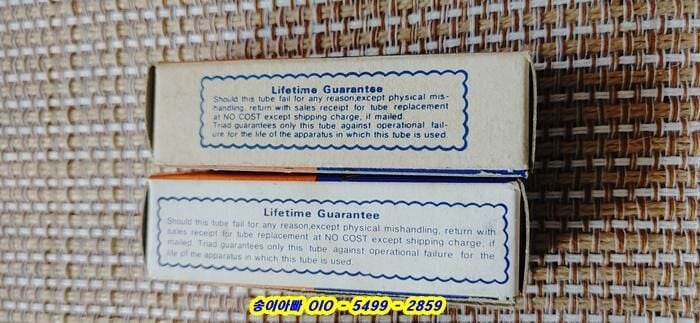 Lifetime Guarantee
Should this tube fail for any reason,except physical mis-
handling, return with sales receipt for tube replacement
at NO COST except shipping charge, if mailed.
Triad guarantees only this tube against operational fail-
ure for the life of the apparatus in which this tube is used.
Lifetime Guarantee
Should this tube fail for any reason,except physical mishandling, return with
sales receipt for tube replacement at NO COST except shipping charge, if
mailed. Triad guarantees only this tube against operational failure for the
life of the apparatus in which this tube is used.
송이아빠 010 - 5499 - 2859